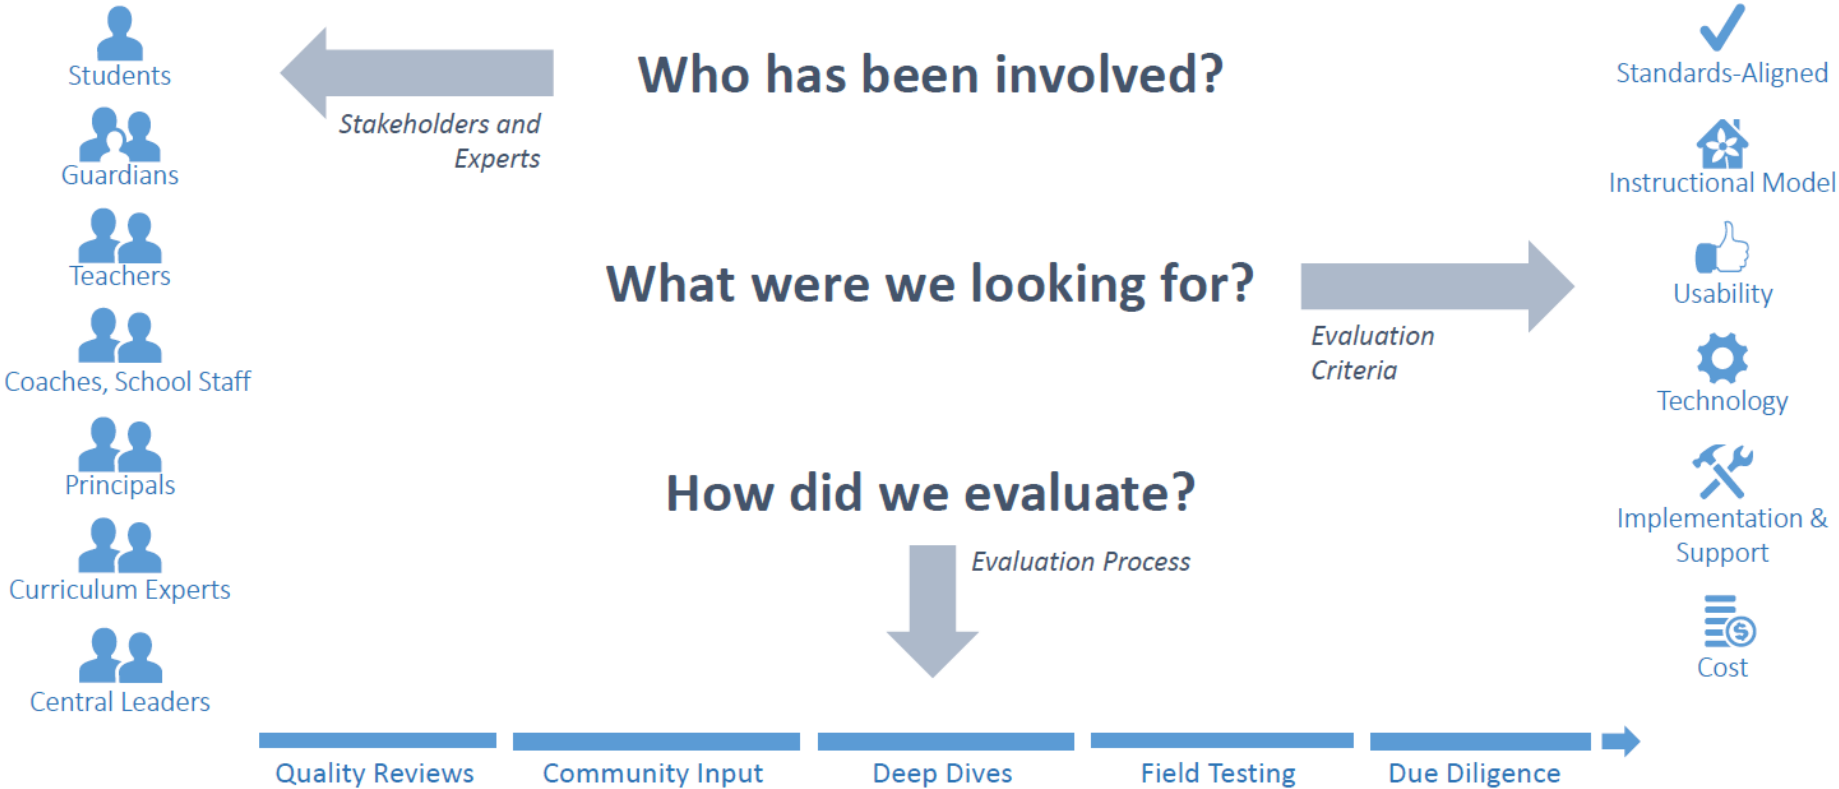 Students
Guardians
Teachers
Coaches, School Staff
Principals
Curriculum Experts
Central Leaders
Who has been involved?
Stakeholders and
Experts
What were we looking for?
Evaluation
Criteria
How did we evaluate?
Evaluation Process
Standards-Aligned
Instructional Model
Usability
Technology
Implementation &
Support
$
Cost
Quality Reviews
Community Input
Deep Dives
Field Testing
Due Diligence